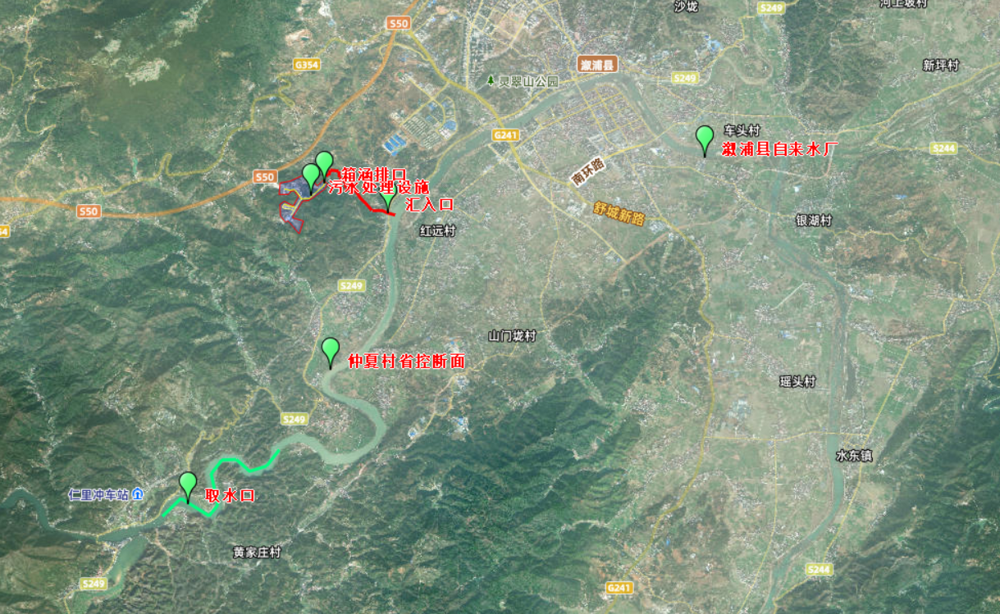 沙垅
S249
河上坡村
S50
G354
溆浦县
新坪村
灵翠山公园
S249
G241
车头村
溆浦县自来水厂
S244
南环路
S50
箱涵排口
污水处理设施
汇入口
S50
舒城新路
银湖村
红远村
S249
山门垅村
仲夏村省控断面
瑶头村
S249
水东镇
仁里冲车站
取水口
黄家庄村
S249
S244
G241